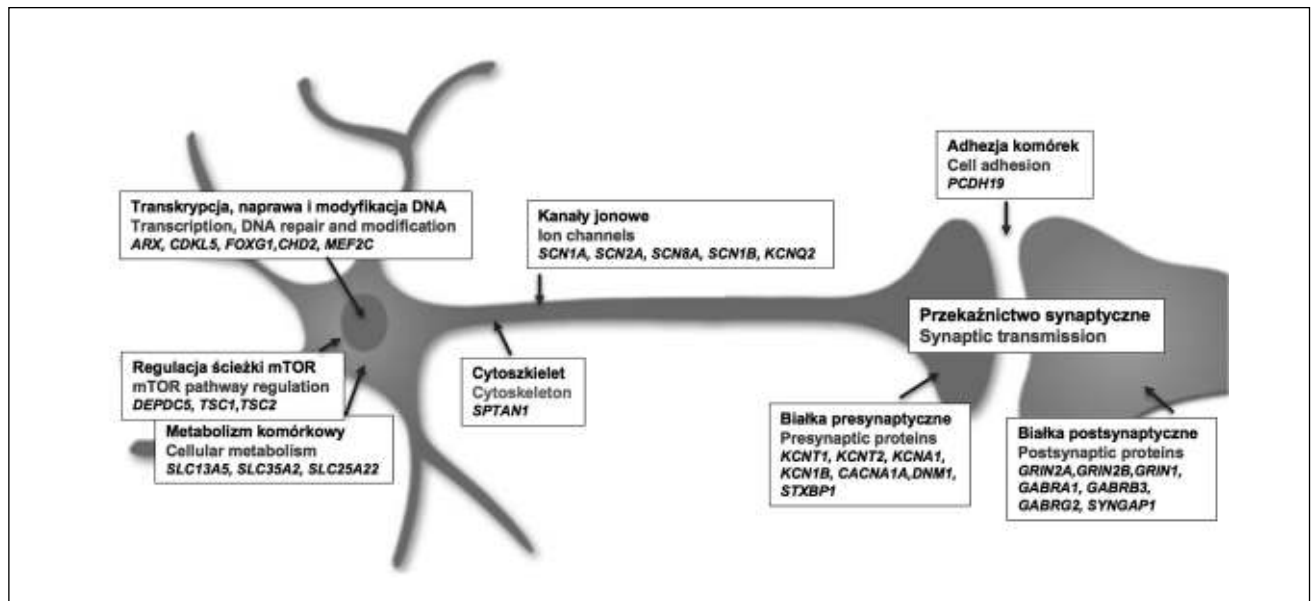 Transkrypcja, naprawa i modyfikacja DNA
Transcription, DNA repair and modification
ARX, CDKL5, FOXG1,CHD2, MEF2C
Kanały jonowe
Ion channels
SCN1A, SCN2A, SCN8A, SCN1B, KCNQ2
Adhezja komórek
Cell adhesion
PCDH19
Przekaźnictwo synaptyczne
Synaptic transmission
Regulacja ścieżki mTOR
mTOR pathway regulation
DEPDC5, TSC1,TSC2
Metabolizm komórkowy
Cellular metabolism
SLC13A5, SLC35A2, SLC25A22
Cytoszkielet
Cytoskeleton
SPTAN1
Białka presynaptyczne
Presynaptic proteins
KCNT1, KCNT2, KCNA1,
KCN1B, CACNA1A,DNM1,
STXBP1
Białka postsynaptyczne
Postsynaptic proteins
GRIN2A,GRIN2B,GRIN1,
GABRA1, GABRB3,
GABRG2, SYNGAP1